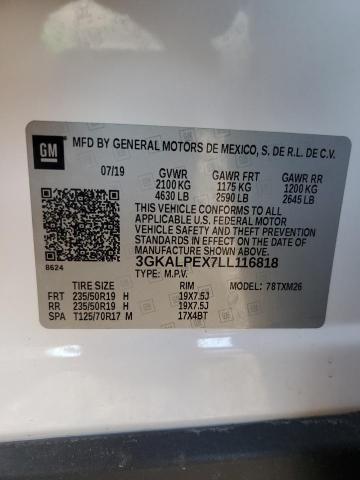 GM
MFD BY GENERAL MOTORS DE MEXICO, S. DE R.L. DE C.V.
07/19 GVWR GAWR FRT GAWR RR
2100 KG 1175 KG 1200 KG
4630 LB 2590 LB 2645 LB
THIS VEHICLE CONFORMS TO ALL
APPLICABLE U.S. FEDERAL MOTOR
VEHICLE SAFETY AND THEFT
PREVENTION STANDARDS IN EFFECT ON
THE DATE OF MANUFACTURE SHOWN ABOVE.
8624
3GKALPEX7LL116818
TYPE: M.P.V.
TIRE SIZE RIM MODEL: 78TXM26
FRT 235/50R19 H 19X7.5J
RR 235/50R19 H 19X7.5J
SPA T125/70R17 M 17X4BT